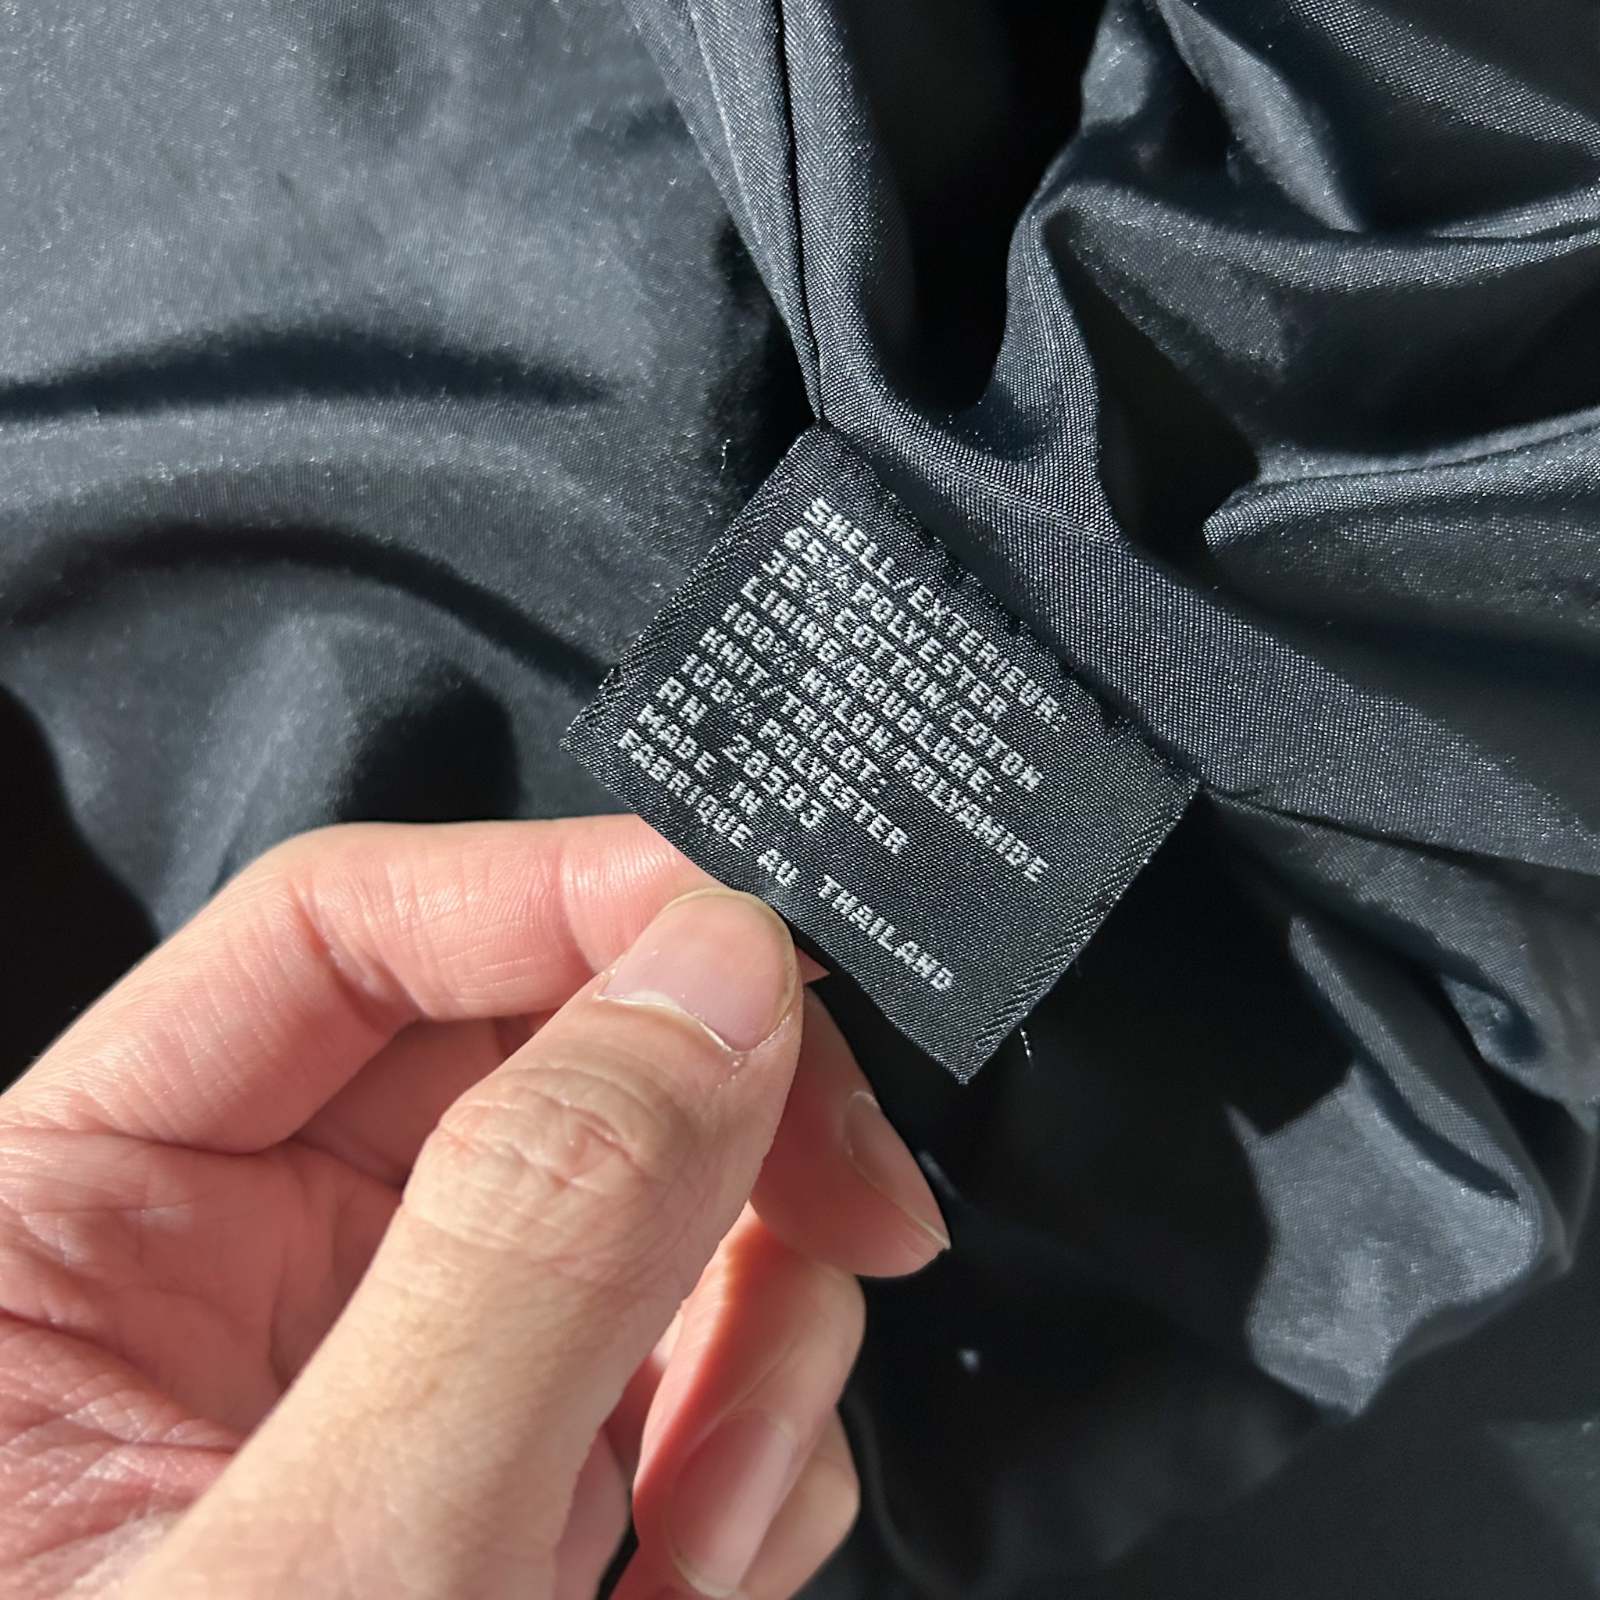 SHELL/EXTERIEUR:
65% POLYESTER
35% COTTON/COTON
LINING/DOUBLURE:
100% NYLON/POLYAMIDE
KNIT/TRICOT:
100% POLYESTER
RN 20593
MADE IN
FABRIQUE AU THAILAND